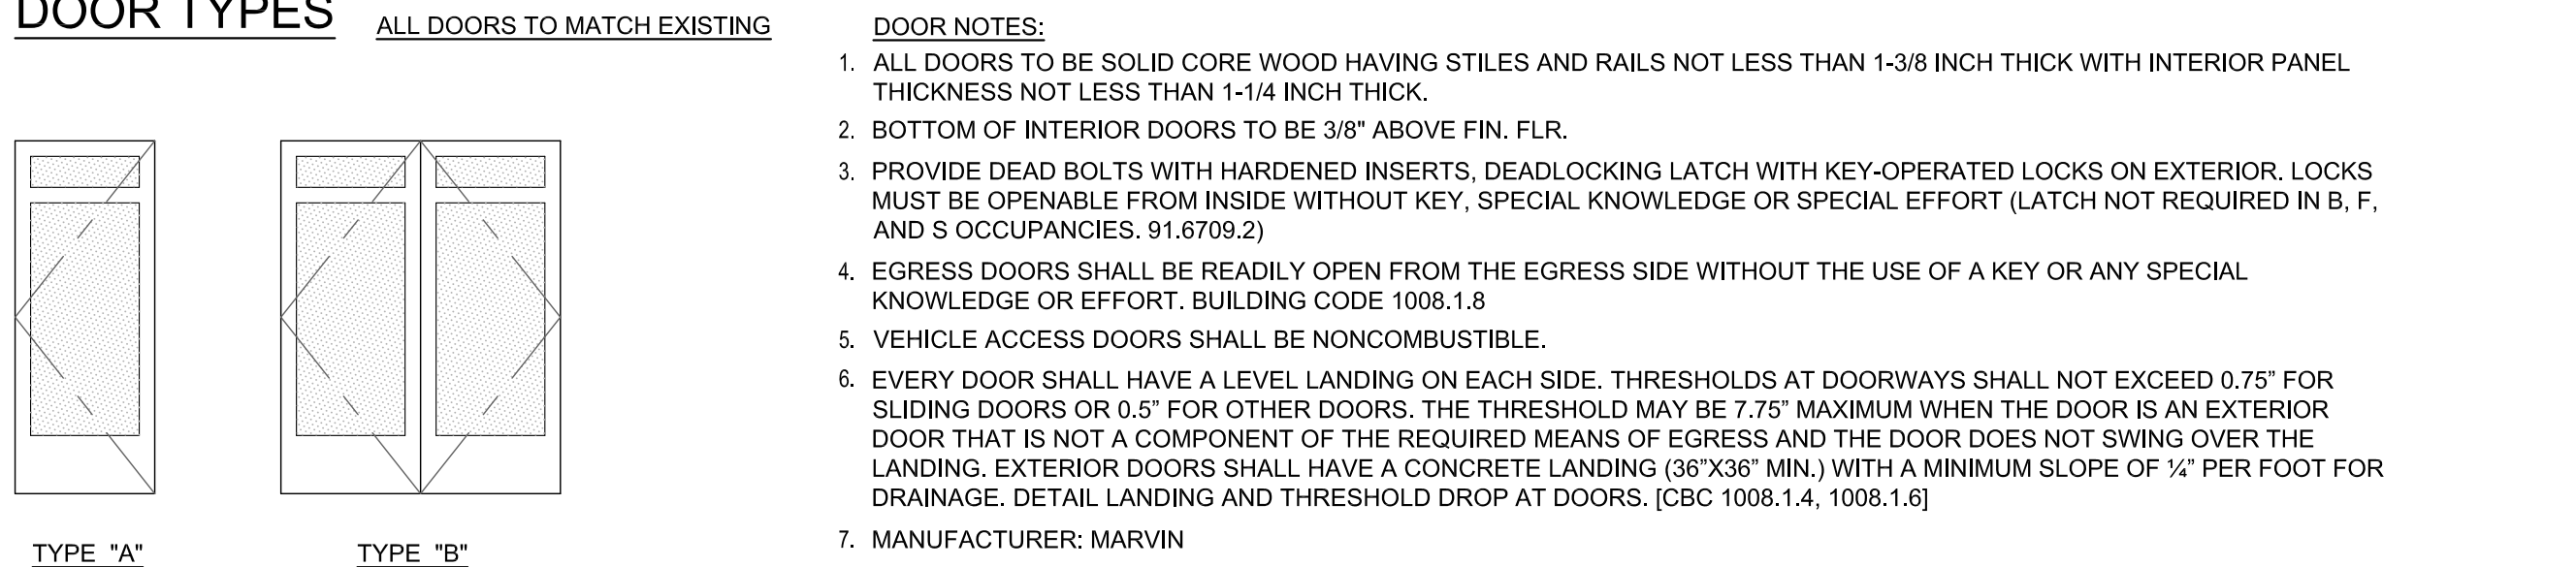 DOOR TYPES
ALL DOORS TO MATCH EXISTING
TYPE "A"
TYPE "B"
DOOR NOTES:
1. ALL DOORS TO BE SOLID CORE WOOD HAVING STILES AND RAILS NOT LESS THAN 1-3/8 INCH THICK WITH INTERIOR PANEL
THICKNESS NOT LESS THAN 1-1/4 INCH THICK.
2. BOTTOM OF INTERIOR DOORS TO BE 3/8" ABOVE FIN. FLR.
3. PROVIDE DEAD BOLTS WITH HARDENED INSERTS, DEADLOCKING LATCH WITH KEY-OPERATED LOCKS ON EXTERIOR. LOCKS
MUST BE OPENABLE FROM INSIDE WITHOUT KEY, SPECIAL KNOWLEDGE OR SPECIAL EFFORT (LATCH NOT REQUIRED IN B, F,
AND S OCCUPANCIES. 91.6709.2)
4. EGRESS DOORS SHALL BE READILY OPEN FROM THE EGRESS SIDE WITHOUT THE USE OF A KEY OR ANY SPECIAL
KNOWLEDGE OR EFFORT. BUILDING CODE 1008.1.8
5. VEHICLE ACCESS DOORS SHALL BE NONCOMBUSTIBLE.
6. EVERY DOOR SHALL HAVE A LEVEL LANDING ON EACH SIDE. THRESHOLDS AT DOORWAYS SHALL NOT EXCEED 0.75” FOR
SLIDING DOORS OR 0.5” FOR OTHER DOORS. THE THRESHOLD MAY BE 7.75” MAXIMUM WHEN THE DOOR IS AN EXTERIOR
DOOR THAT IS NOT A COMPONENT OF THE REQUIRED MEANS OF EGRESS AND THE DOOR DOES NOT SWING OVER THE
LANDING. EXTERIOR DOORS SHALL HAVE A CONCRETE LANDING (36”X36” MIN.) WITH A MINIMUM SLOPE OF ¼” PER FOOT FOR
DRAINAGE. DETAIL LANDING AND THRESHOLD DROP AT DOORS. [CBC 1008.1.4, 1008.1.6]
7. MANUFACTURER: MARVIN